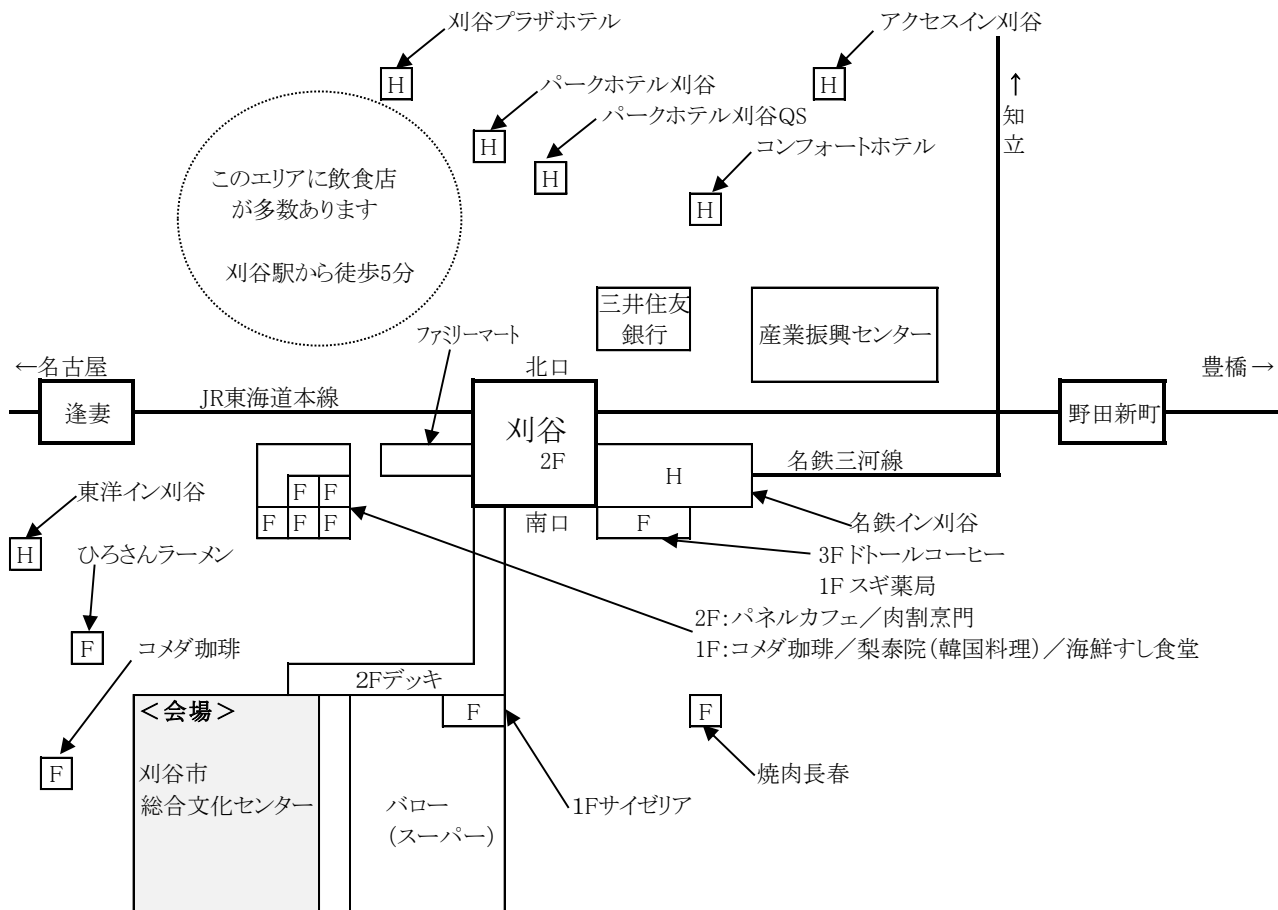 刈谷プラザホテル
アクセスイン刈谷
H
H
パークホテル刈谷
↑
知
立
パークホテル刈谷QS
H
コンフォートホテル
H
H
このエリアに飲食店
が多数あります
刈谷駅から徒歩5分
三井住友
銀行
産業振興センター
ファミリーマート
←名古屋
北口
豊橋→
逢妻
JR東海道本線
刈谷
2F
野田新町
名鉄三河線
H
F F
F F F
東洋イン刈谷
H
南口
F
名鉄イン刈谷
3F ドトールコーヒー
1F スギ薬局
ひろさんラーメン
F
2F:パネルカフェ/肉割烹門
1F:コメダ珈琲/梨泰院(韓国料理)/海鮮すし食堂
コメダ珈琲
F
2Fデッキ
F
F
<会場>
刈谷市
総合文化センター
バロー
(スーパー)
1Fサイゼリア
焼肉長春